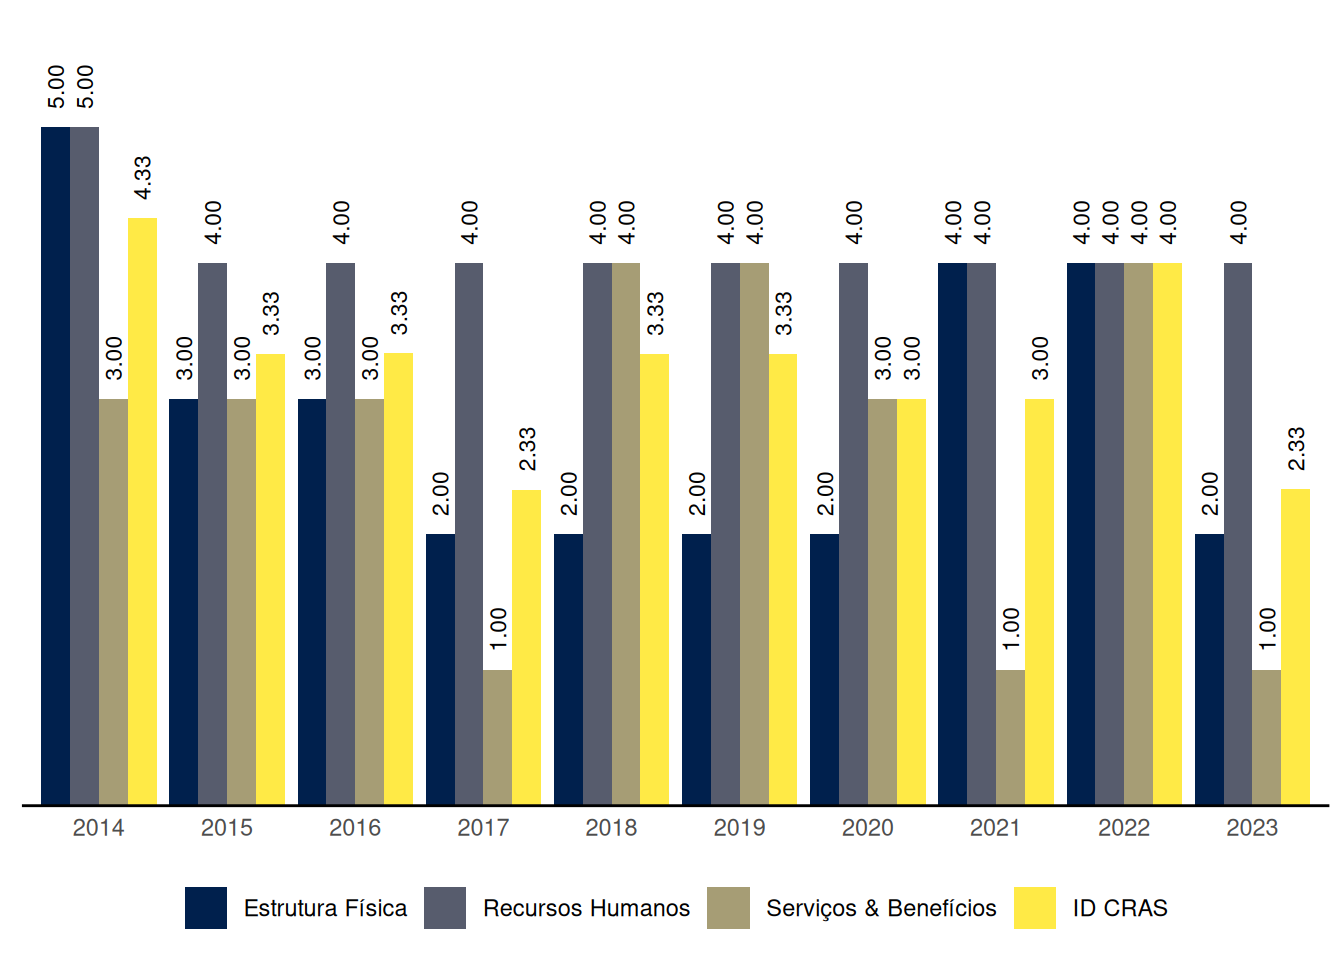 5.00 5.00 3.00 4.33
3.00 4.00 3.00 3.33
3.00 4.00 3.00 3.33
2.00 4.00 1.00 2.33
2.00 4.00 4.00 3.33
2.00 4.00 4.00 3.33
2.00 4.00 3.00 3.00
4.00 4.00 1.00 3.00
4.00 4.00 4.00 4.00
2.00 4.00 1.00 2.33
2014 2015 2016 2017 2018 2019 2020 2021 2022 2023
Estrutura Física Recursos Humanos Serviços & Benefícios ID CRAS